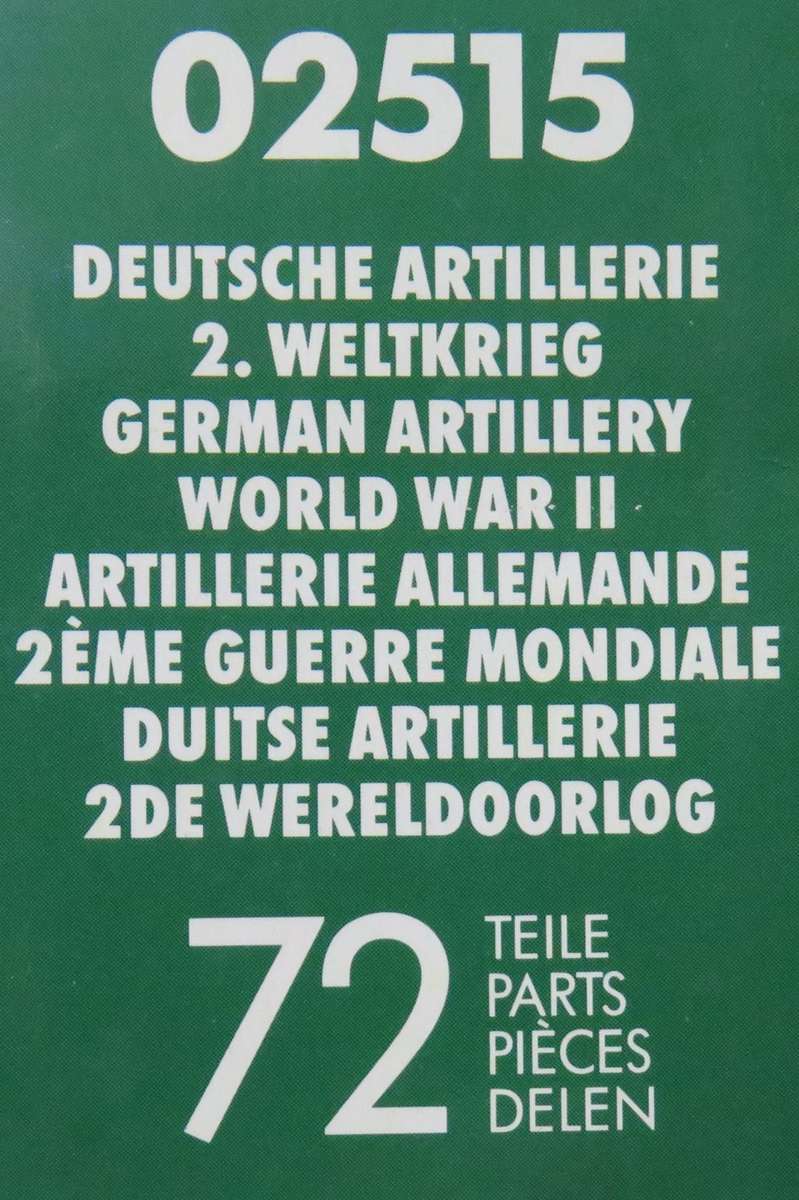 02515
DEUTSCHE ARTILLERIE
2. WELTKRIEG
GERMAN ARTILLERY
WORLD WAR II
ARTILLERIE ALLEMANDE
2ÈME GUERRE MONDIALE
DUITSE ARTILLERIE
2DE WERELDOORLOG
72
TEILE
PARTS
PIÈCES
DELEN